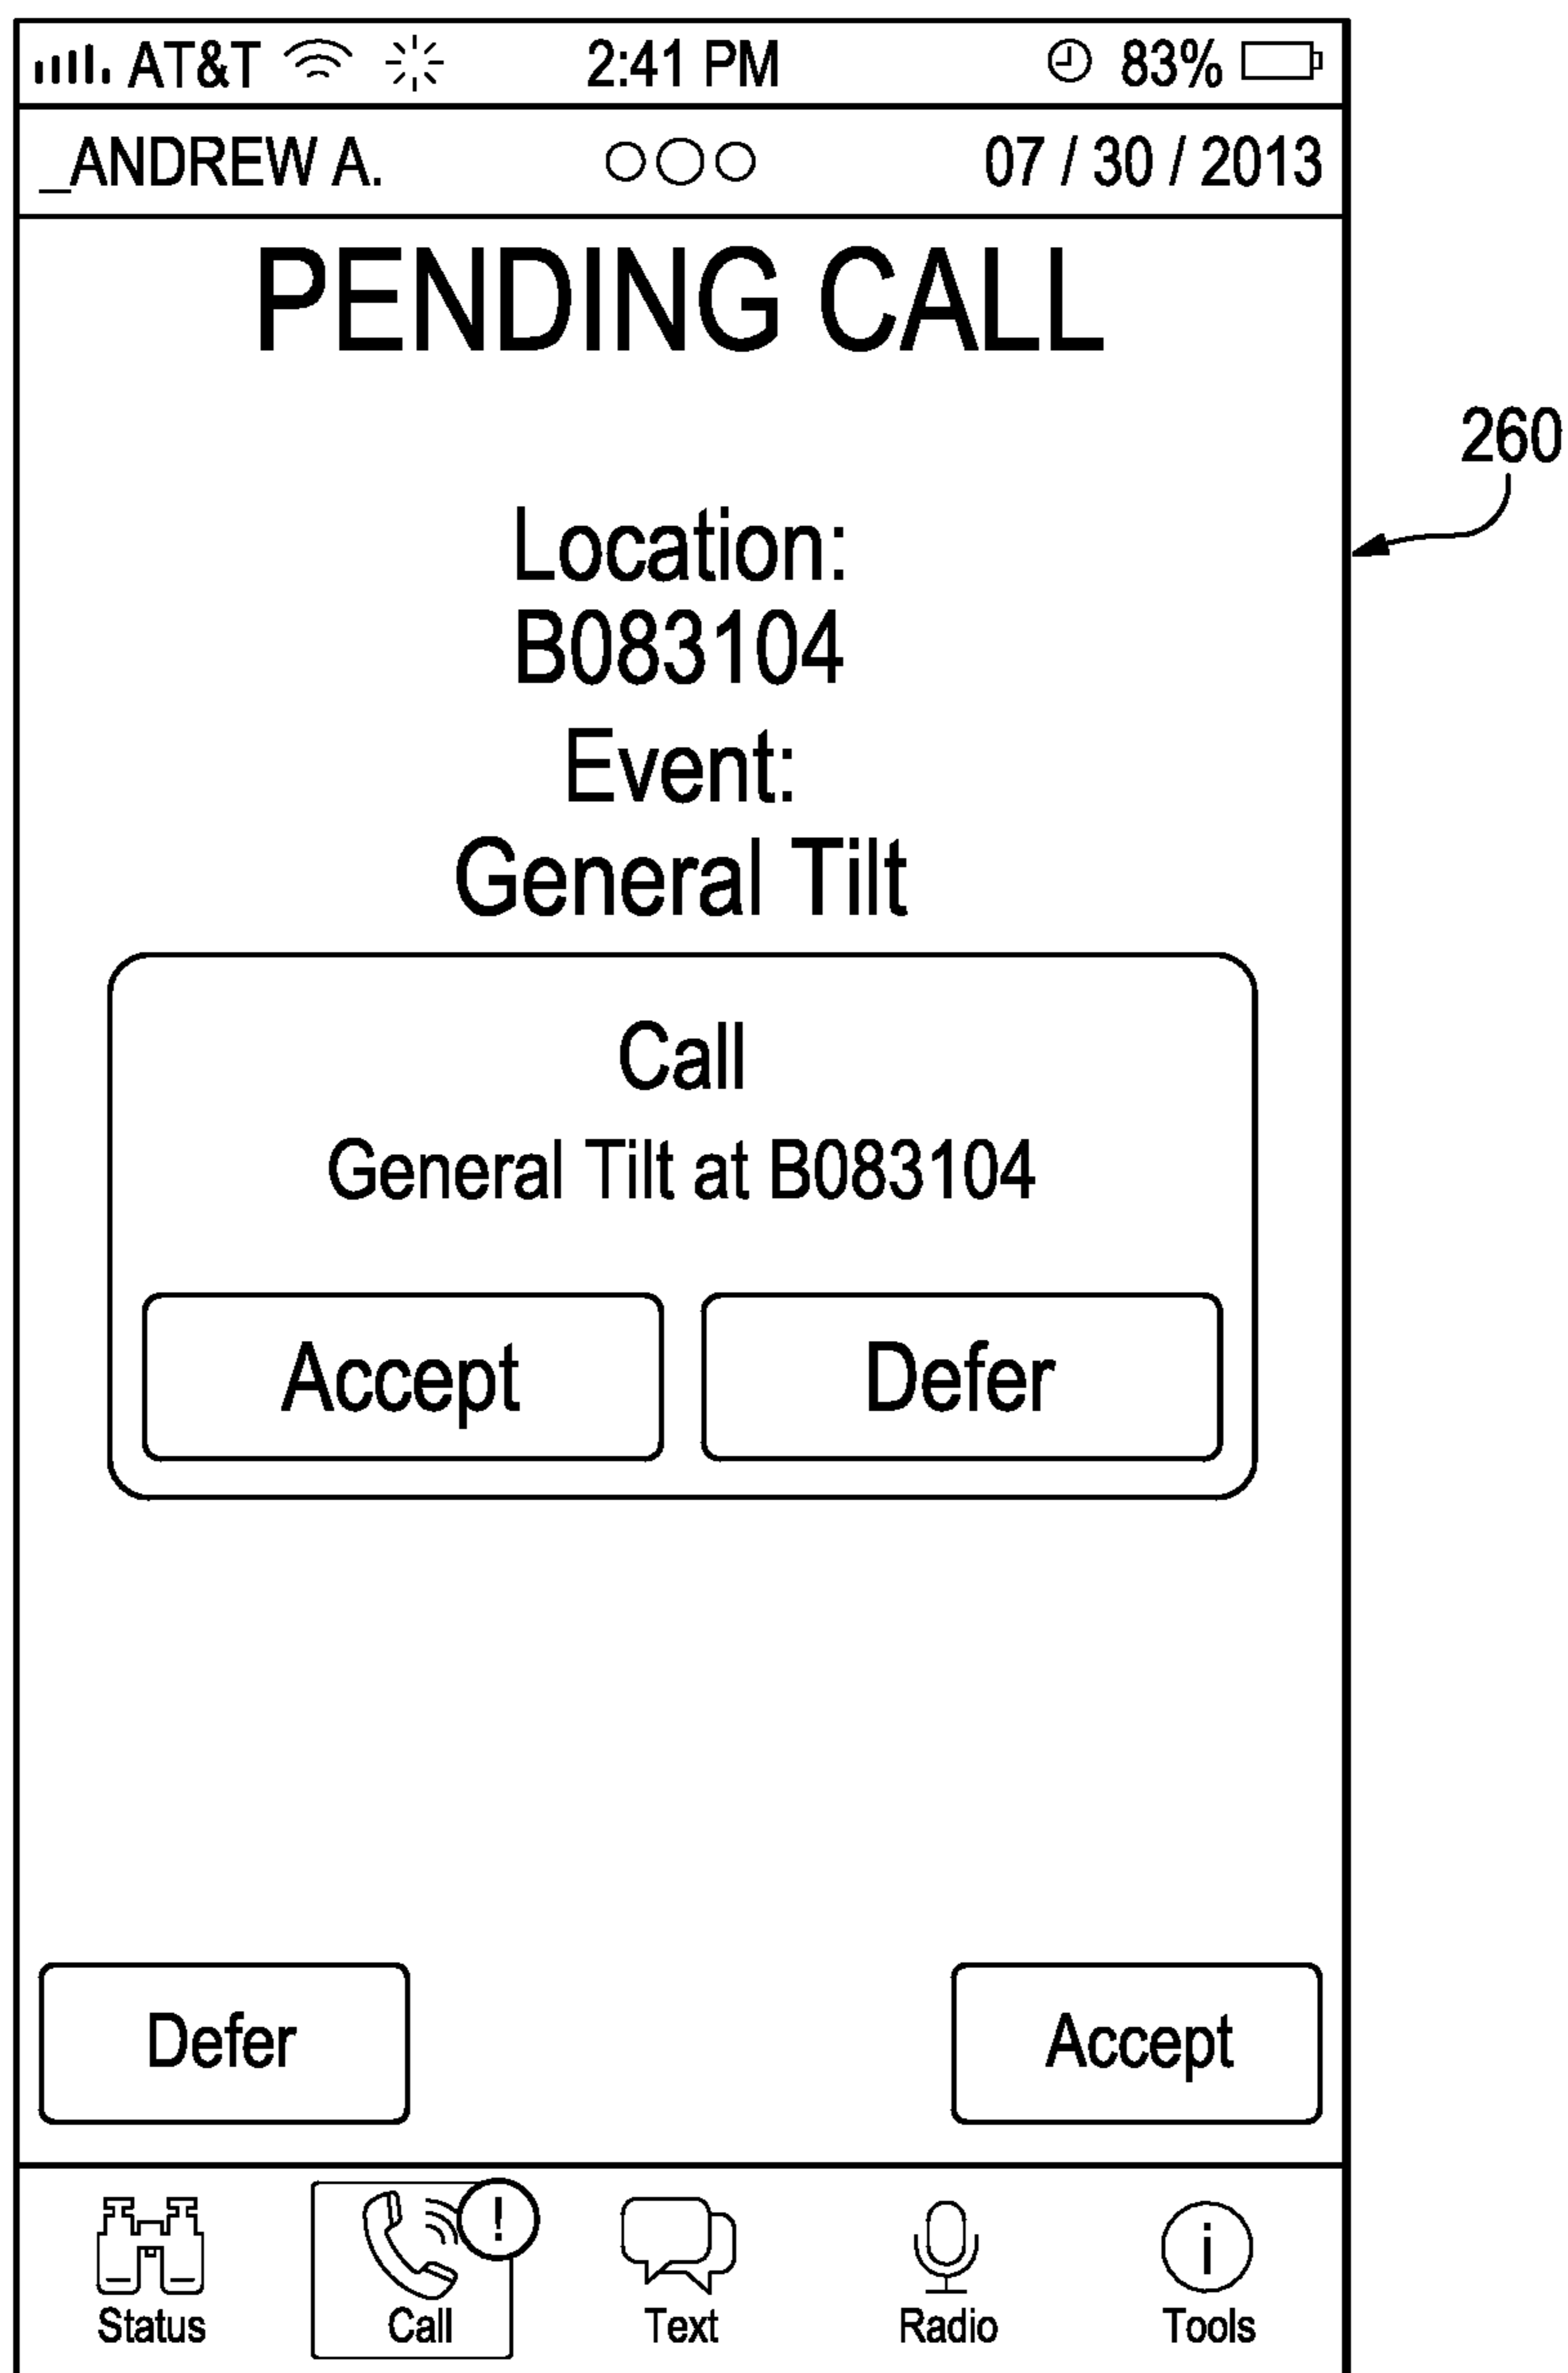 AT&T 2:41 PM 83%
_ANDREW A. 07 / 30 / 2013
PENDING CALL
260
Location:
B083104
Event:
General Tilt
Call
General Tilt at B083104
Accept Defer
Defer Accept
!
i
Status Call Text Radio Tools